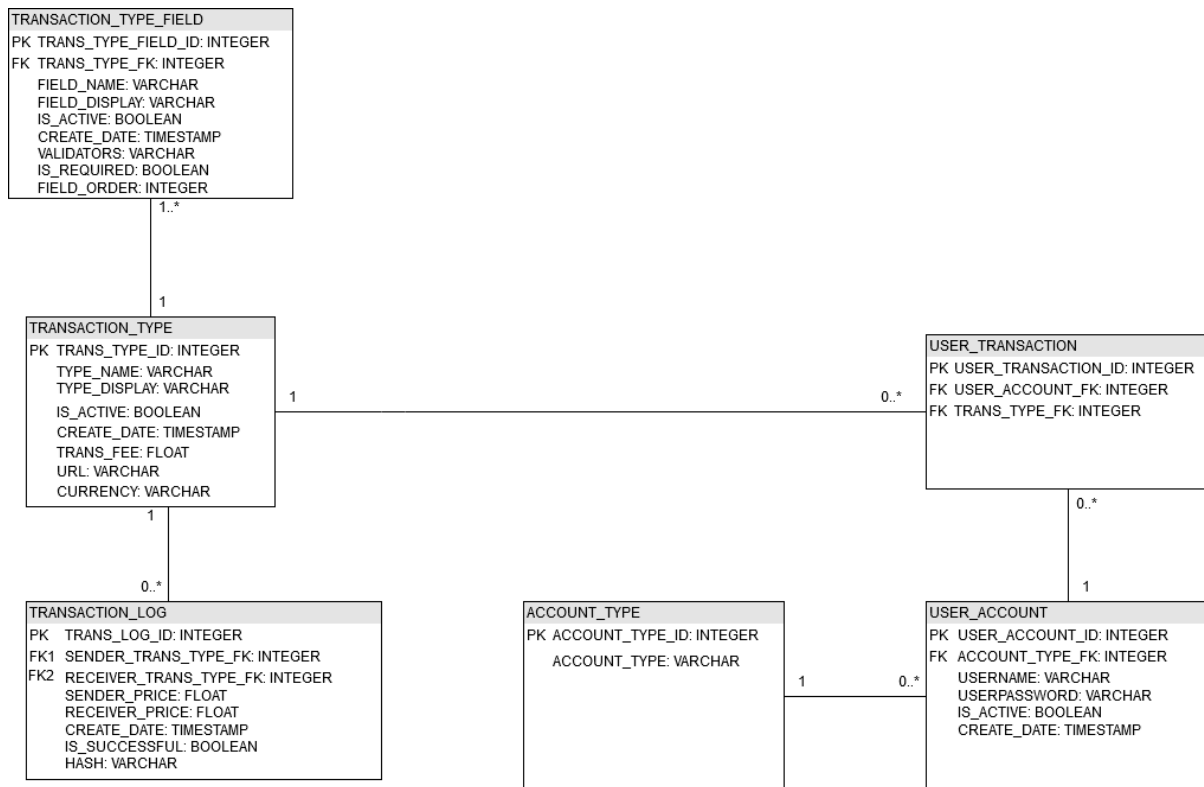 TRANSACTION_TYPE_FIELD
PK TRANS_TYPE_FIELD_ID: INTEGER
FK TRANS_TYPE_FK: INTEGER
FIELD_NAME: VARCHAR
FIELD_DISPLAY: VARCHAR
IS_ACTIVE: BOOLEAN
CREATE_DATE: TIMESTAMP
VALIDATORS: VARCHAR
IS_REQUIRED: BOOLEAN
FIELD_ORDER: INTEGER
1..*
1
TRANSACTION_TYPE
PK TRANS_TYPE_ID: INTEGER
TYPE_NAME: VARCHAR
TYPE_DISPLAY: VARCHAR
IS_ACTIVE: BOOLEAN
CREATE_DATE: TIMESTAMP
TRANS_FEE: FLOAT
URL: VARCHAR
CURRENCY: VARCHAR
1
0..*
USER_TRANSACTION
PK USER_TRANSACTION_ID: INTEGER
FK USER_ACCOUNT_FK: INTEGER
FK TRANS_TYPE_FK: INTEGER
1
0..*
0..*
1
TRANSACTION_LOG
PK TRANS_LOG_ID: INTEGER
FK1 SENDER_TRANS_TYPE_FK: INTEGER
FK2 RECEIVER_TRANS_TYPE_FK: INTEGER
SENDER_PRICE: FLOAT
RECEIVER_PRICE: FLOAT
CREATE_DATE: TIMESTAMP
IS_SUCCESSFUL: BOOLEAN
HASH: VARCHAR
ACCOUNT_TYPE
PK ACCOUNT_TYPE_ID: INTEGER
ACCOUNT_TYPE: VARCHAR
1
0..*
USER_ACCOUNT
PK USER_ACCOUNT_ID: INTEGER
FK ACCOUNT_TYPE_FK: INTEGER
USERNAME: VARCHAR
USERPASSWORD: VARCHAR
IS_ACTIVE: BOOLEAN
CREATE_DATE: TIMESTAMP